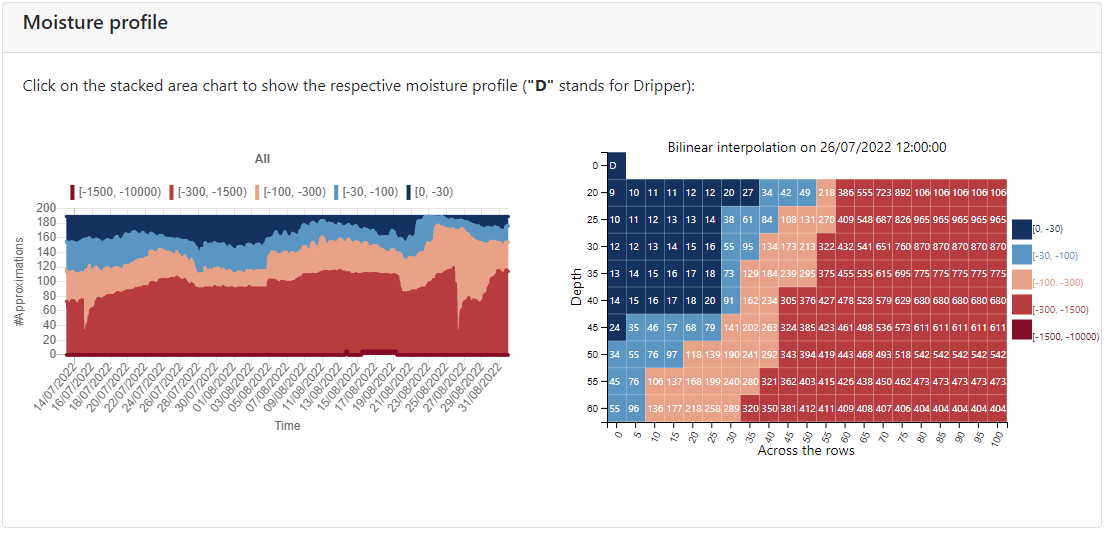 Moisture profile
Click on the stacked area chart to show the respective moisture profile ("D" stands for Dripper):
All
[-1500, -10000) [-300, -1500) [-100, -300) [-30, -100) [0, -30)
200
180
160
140
120
100
80
60
40
20
0
#Approximations
14/07/2022 16/07/2022 18/07/2022 20/07/2022 22/07/2022 24/07/2022 26/07/2022 28/07/2022 30/07/2022 01/08/2022 03/08/2022 05/08/2022 07/08/2022 09/08/2022 11/08/2022 13/08/2022 15/08/2022 17/08/2022 19/08/2022 21/08/2022 23/08/2022 25/08/2022 27/08/2022 29/08/2022 31/08/2022
Time
Bilinear interpolation on 26/07/2022 12:00:00
Depth
0 D
20 9 10 11 11 12 12 20 27 34 42 49 218 386 555 723 892 106 106 106 106 106
25 10 11 12 13 13 14 38 61 84 108 131 270 409 548 687 826 965 965 965 965 965
30 12 12 13 14 15 16 55 95 134 173 213 322 432 541 651 760 870 870 870 870 870
35 13 14 15 16 17 18 73 129 184 239 295 375 455 535 615 695 775 775 775 775 775
40 14 15 16 17 18 20 91 162 234 305 376 427 478 528 579 629 680 680 680 680 680
45 24 35 46 57 68 79 141 202 263 324 385 423 461 498 536 573 611 611 611 611 611
50 34 55 76 97 118 139 190 241 292 343 394 419 443 468 493 518 542 542 542 542 542
55 45 76 106 137 168 199 240 280 321 362 403 415 426 438 450 462 473 473 473 473 473
60 55 96 136 177 218 258 289 320 350 381 412 411 409 408 407 406 404 404 404 404 404
0 5 10 15 20 25 30 35 40 45 50 55 60 65 70 75 80 85 90 95 100
Across the rows
[0, -30)
[-30, -100)
[-100, -300)
[-300, -1500)
[-1500, -10000)